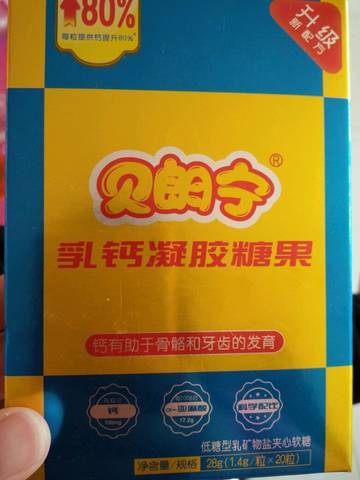 80%
每粒提供钙提升80%*
升级
新配方
贝朗宁®
乳钙凝胶糖果
钙有助于骨骼和牙齿的发育
钙
α-亚麻酸
17.2g
科学配比
低糖型乳矿物盐夹心软糖
净含量/规格 28g(1.4g/粒×20粒)